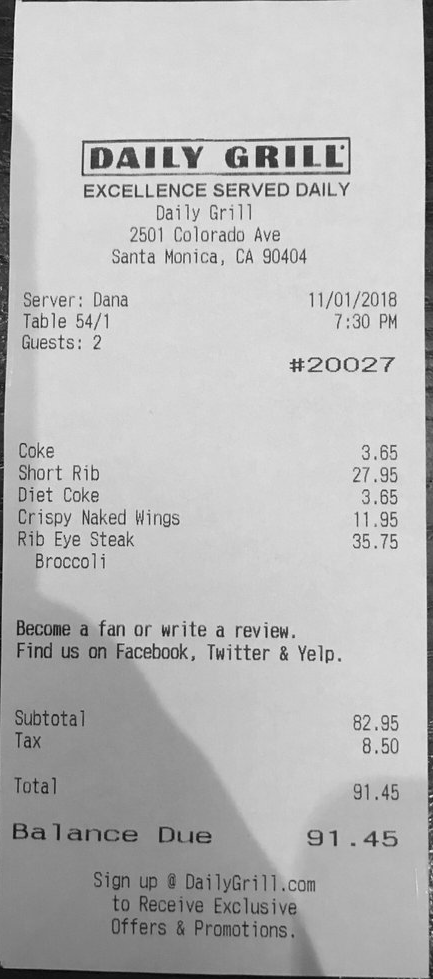 DAILY GRILL
EXCELLENCE SERVED DAILY
Daily Grill
2501 Colorado Ave
Santa Monica, CA 90404
Server: Dana 11/01/2018
Table 54/1 7:30 PM
Guests: 2
#20027
Coke 3.65
Short Rib 27.95
Diet Coke 3.65
Crispy Naked Wings 11.95
Rib Eye Steak 35.75
Broccoli
Become a fan or write a review.
Find us on Facebook, Twitter & Yelp.
Subtotal 82.95
Tax 8.50
Total 91.45
Balance Due 91.45
Sign up @ DailyGrill.com
to Receive Exclusive
Offers & Promotions.